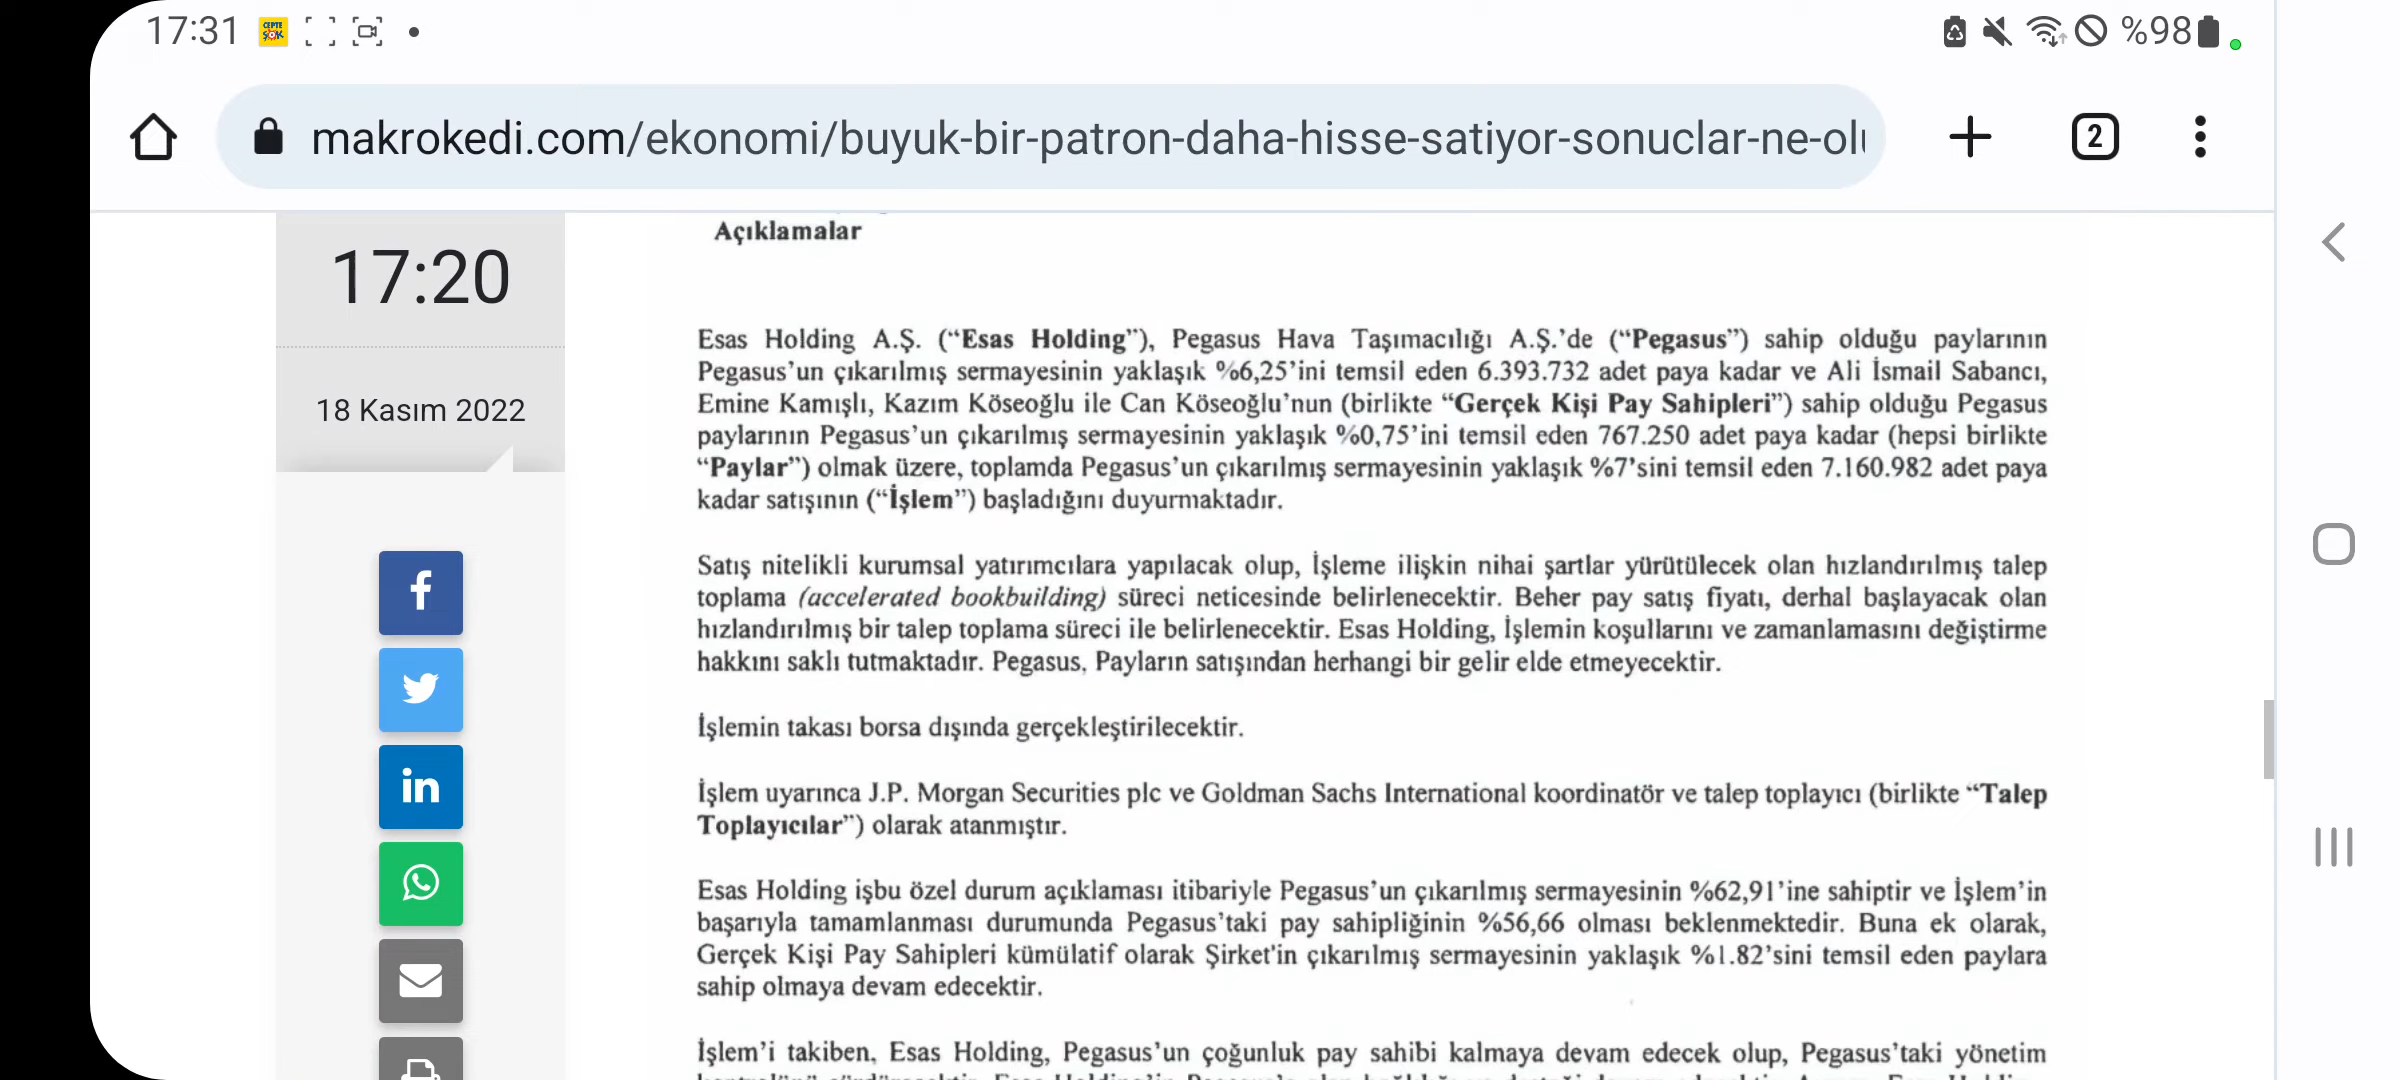 17:31
CEPTE
ŞOK
%98
makrokedi.com/ekonomi/buyuk-bir-patron-daha-hisse-satiyor-sonuclar-ne-olu
2
17:20
18 Kasım 2022
Açıklamalar
Esas Holding A.Ş. (“Esas Holding”), Pegasus Hava Taşımacılığı A.Ş.’de (“Pegasus”) sahip olduğu paylarının
Pegasus’un çıkarılmış sermayesinin yaklaşık %6,25’ini temsil eden 6.393.732 adet paya kadar ve Ali İsmail Sabancı,
Emine Kamışlı, Kazım Köseoğlu ile Can Köseoğlu’nun (birlikte “Gerçek Kişi Pay Sahipleri”) sahip olduğu Pegasus
paylarının Pegasus’un çıkarılmış sermayesinin yaklaşık %0,75’ini temsil eden 767.250 adet paya kadar (hepsi birlikte
“Paylar”) olmak üzere, toplamda Pegasus’un çıkarılmış sermayesinin yaklaşık %7’sini temsil eden 7.160.982 adet paya
kadar satışının (“İşlem”) başladığını duyurmaktadır.
Satış nitelikli kurumsal yatırımcılara yapılacak olup, İşleme ilişkin nihai şartlar yürütülecek olan hızlandırılmış talep
toplama (accelerated bookbuilding) süreci neticesinde belirlenecektir. Beher pay satış fiyatı, derhal başlayacak olan
hızlandırılmış bir talep toplama süreci ile belirlenecektir. Esas Holding, İşlemin koşullarını ve zamanlamasını değiştirme
hakkını saklı tutmaktadır. Pegasus, Payların satışından herhangi bir gelir elde etmeyecektir.
İşlemin takası borsa dışında gerçekleştirilecektir.
İşlem uyarınca J.P. Morgan Securities plc ve Goldman Sachs International koordinatör ve talep toplayıcı (birlikte “Talep
Toplayıcılar”) olarak atanmıştır.
Esas Holding işbu özel durum açıklaması itibariyle Pegasus’un çıkarılmış sermayesinin %62,91’ine sahiptir ve İşlem’in
başarıyla tamamlanması durumunda Pegasus’taki pay sahipliğinin %56,66 olması beklenmektedir. Buna ek olarak,
Gerçek Kişi Pay Sahipleri kümülatif olarak Şirket’in çıkarılmış sermayesinin yaklaşık %1.82’sini temsil eden paylara
sahip olmaya devam edecektir.
İşlem’i takiben, Esas Holding, Pegasus’un çoğunluk pay sahibi kalmaya devam edecek olup, Pegasus’taki yönetim